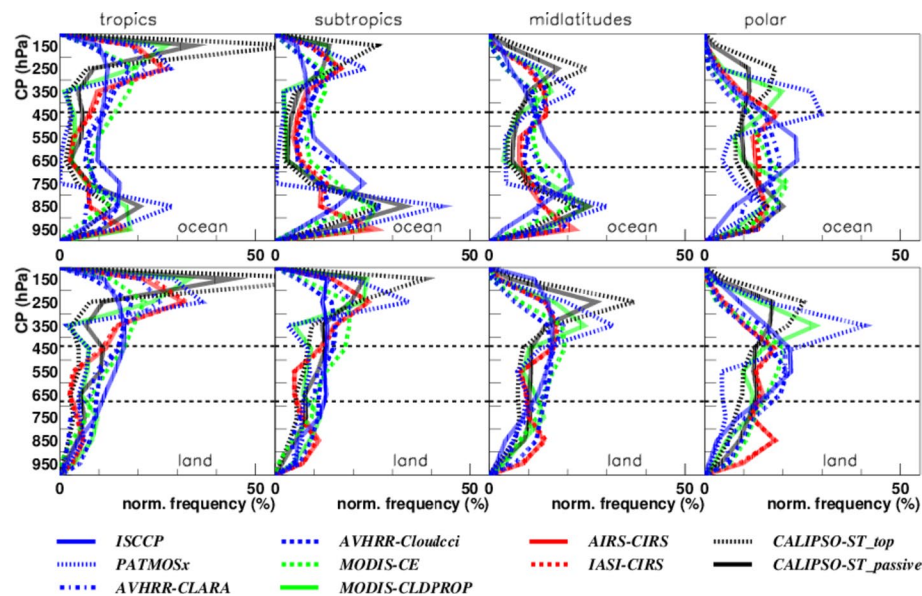 tropics subtropics midlatitudes polar
CP (hPa)
150
250
350
450
550
650
750
850
950
ocean ocean ocean ocean
0 50 0 50 0 50 0 50
CP (hPa)
150
250
350
450
550
650
750
850
950
land land land land
0 50 0 50 0 50 0 50
norm. frequency (%) norm. frequency (%) norm. frequency (%) norm. frequency (%)
ISCCP AVHRR-Cloudcci AIRS-CIRS CALIPSO-ST_top
PATMOSx MODIS-CE IASI-CIRS CALIPSO-ST_passive
AVHRR-CLARA MODIS-CLDPROP